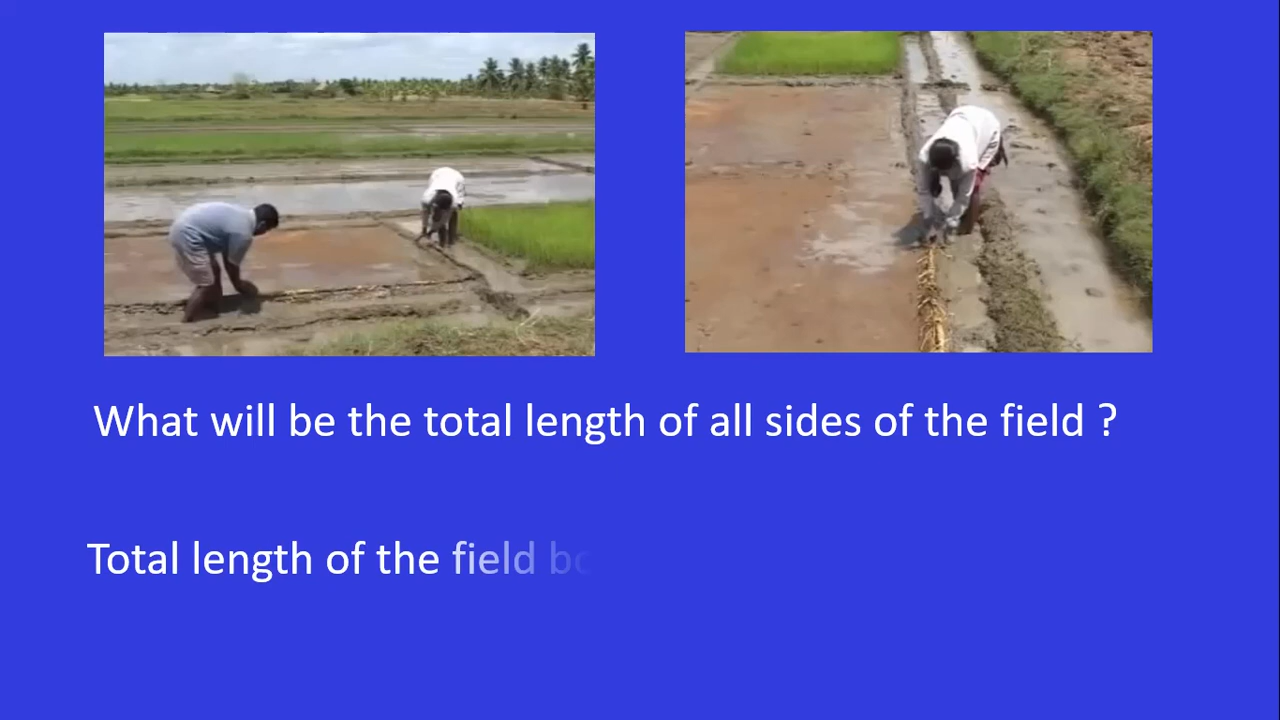 What will be the total length of all sides of the field ?
Total length of the field